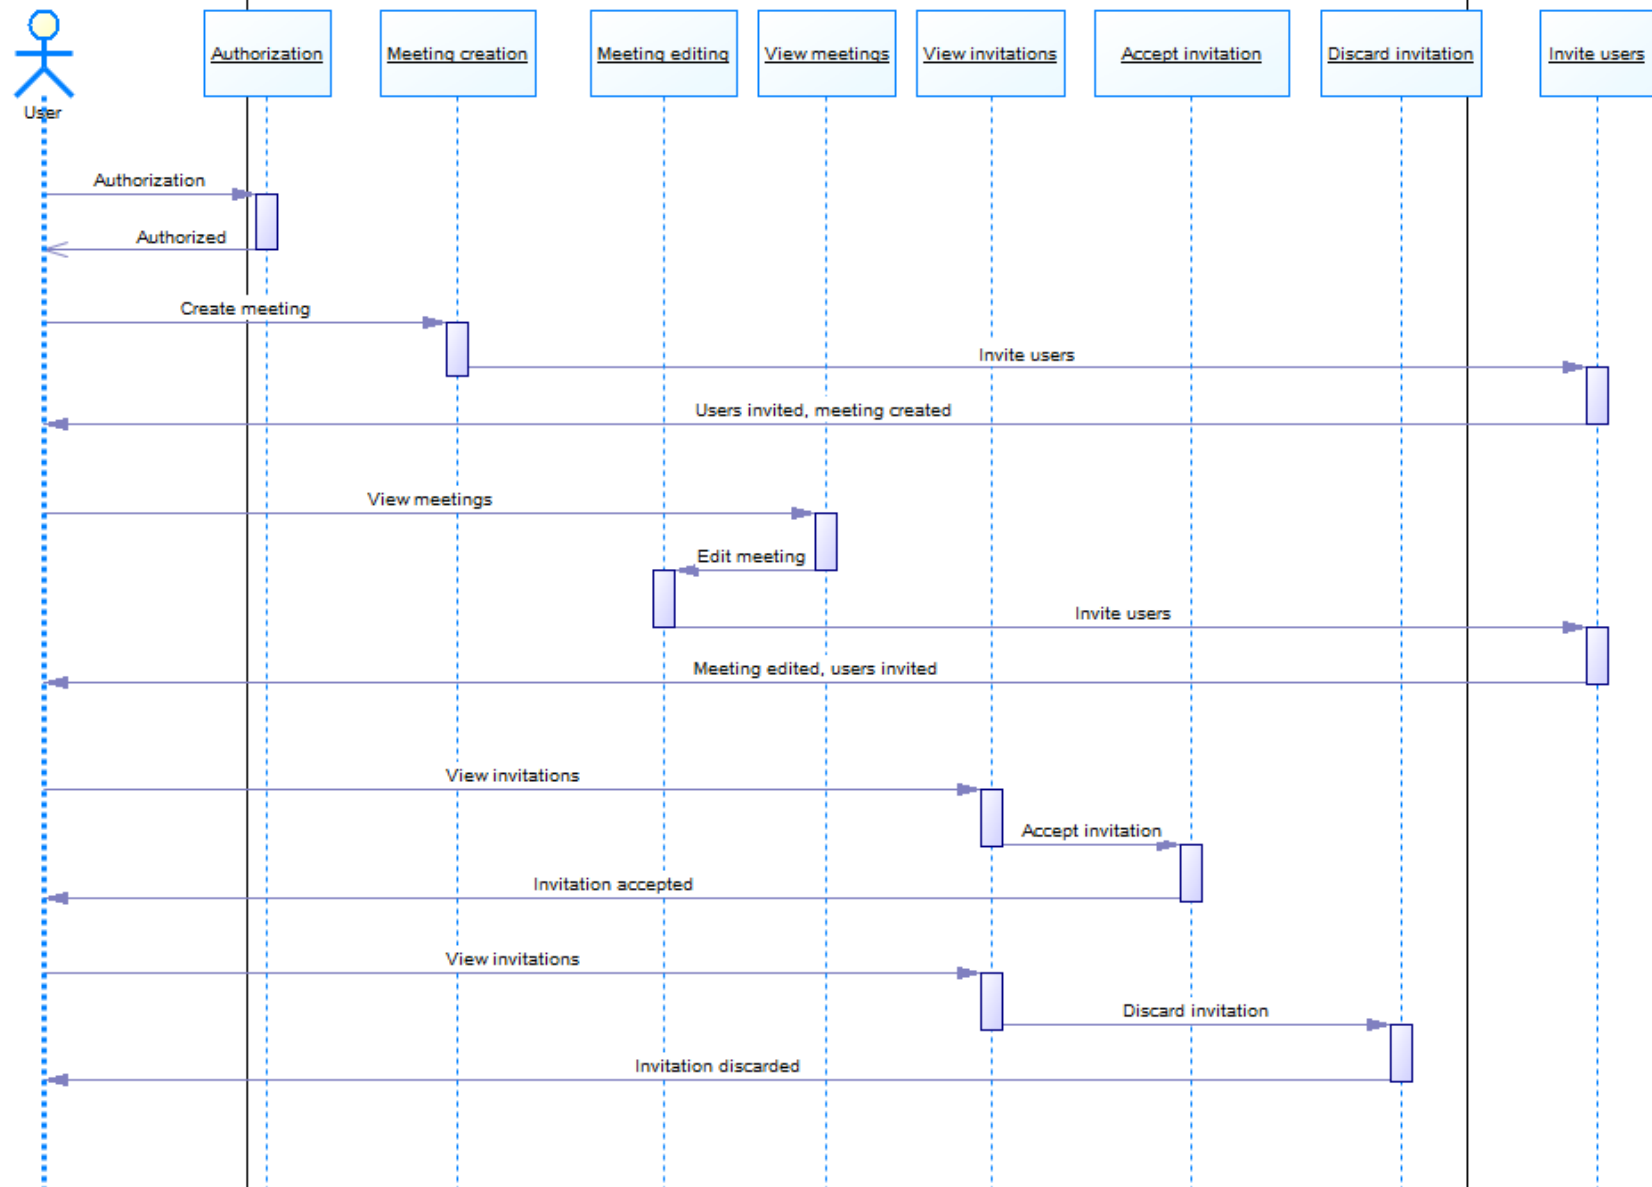 Authorization
Meeting creation
Meeting editing
View meetings
View invitations
Accept invitation
Discard invitation
Invite users
User
Authorization
Authorized
Create meeting
Invite users
Users invited, meeting created
View meetings
Edit meeting
Invite users
Meeting edited, users invited
View invitations
Accept invitation
Invitation accepted
View invitations
Discard invitation
Invitation discarded